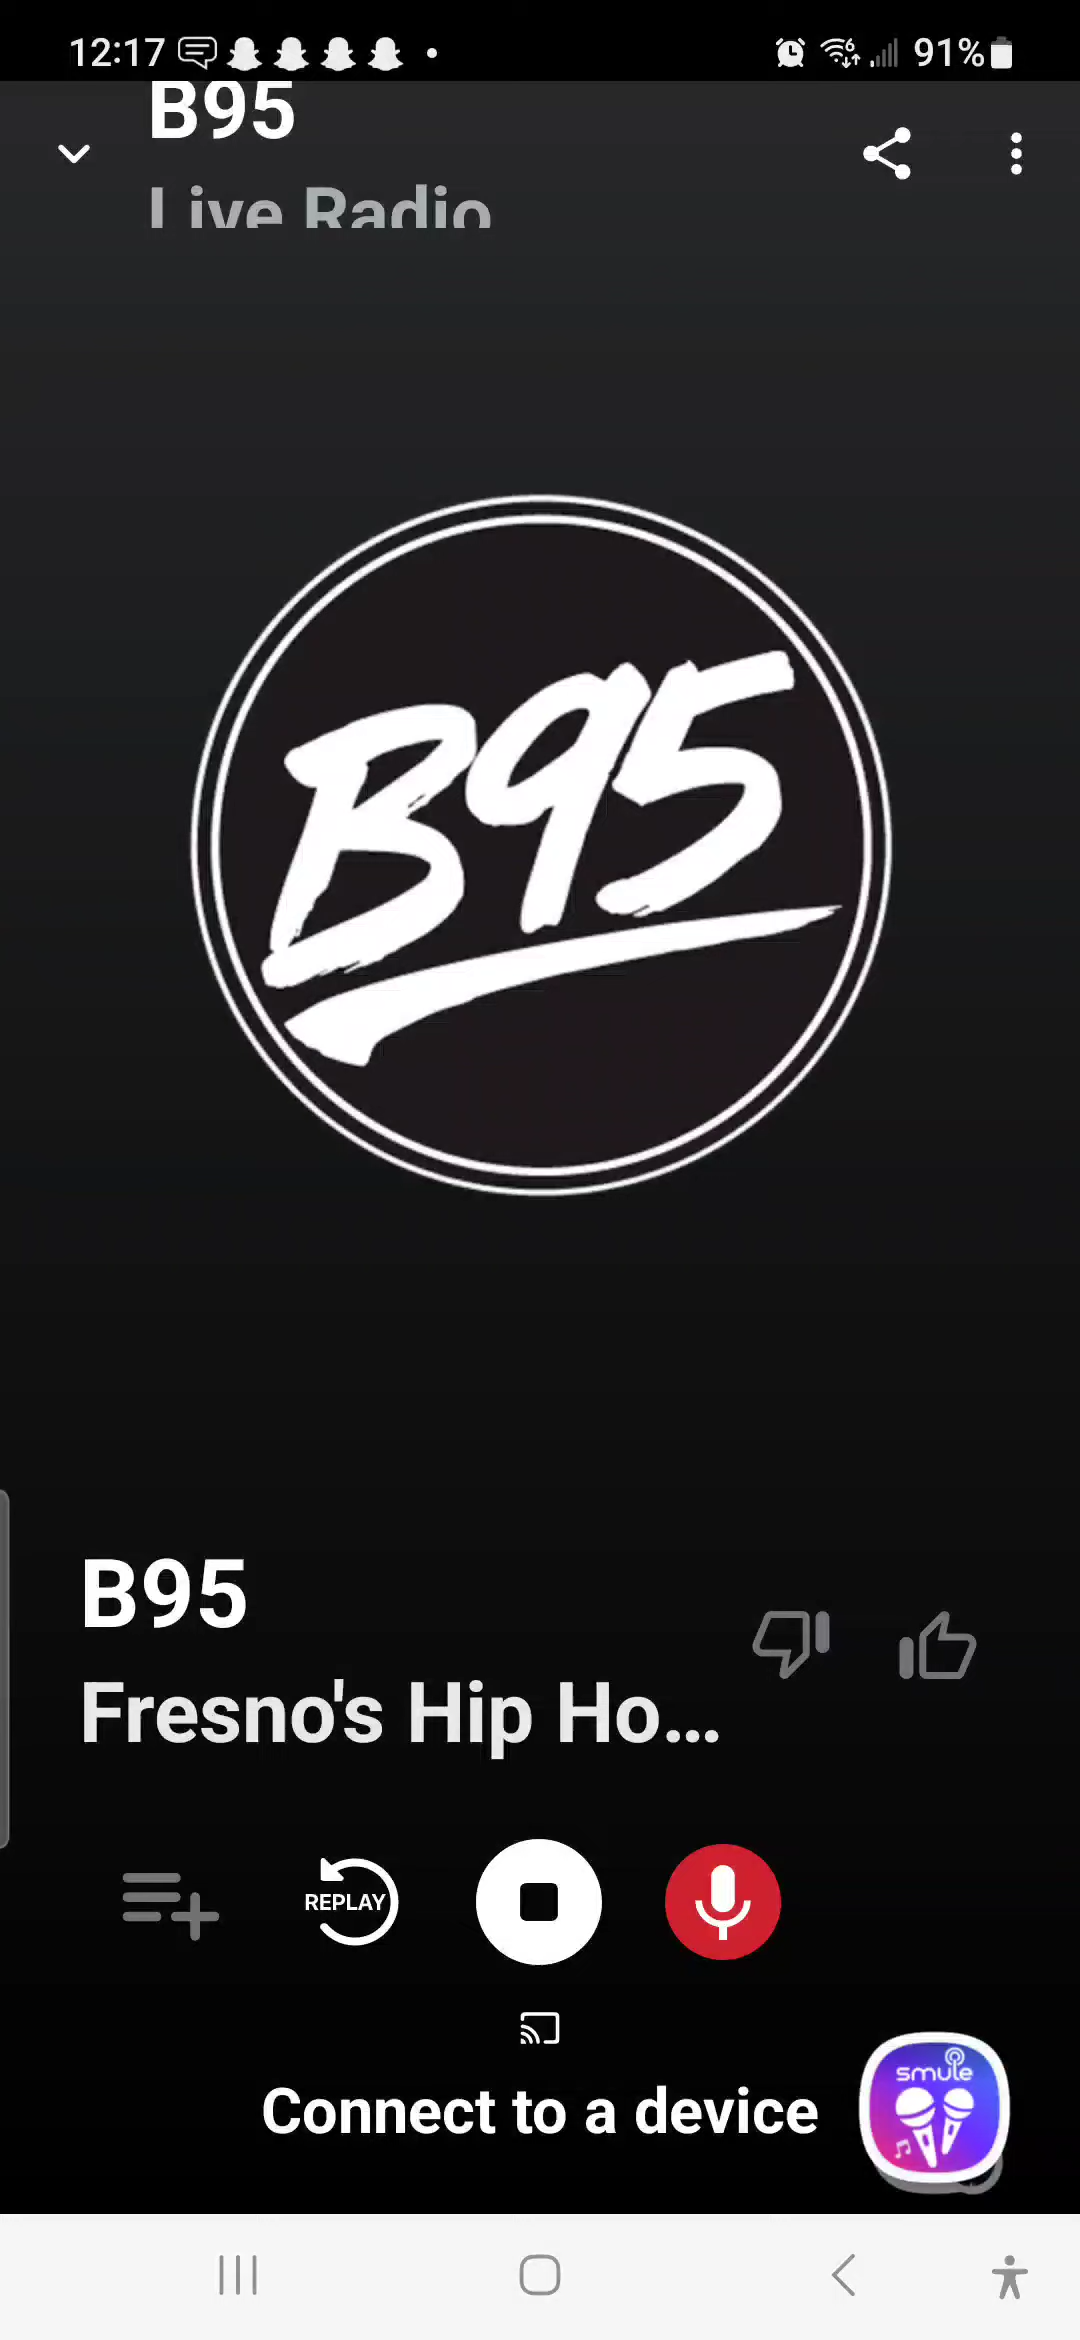 12:17
91%
B95
Live Radio
B95
B95
Fresno's Hip Ho...
REPLAY
Connect to a device
smule